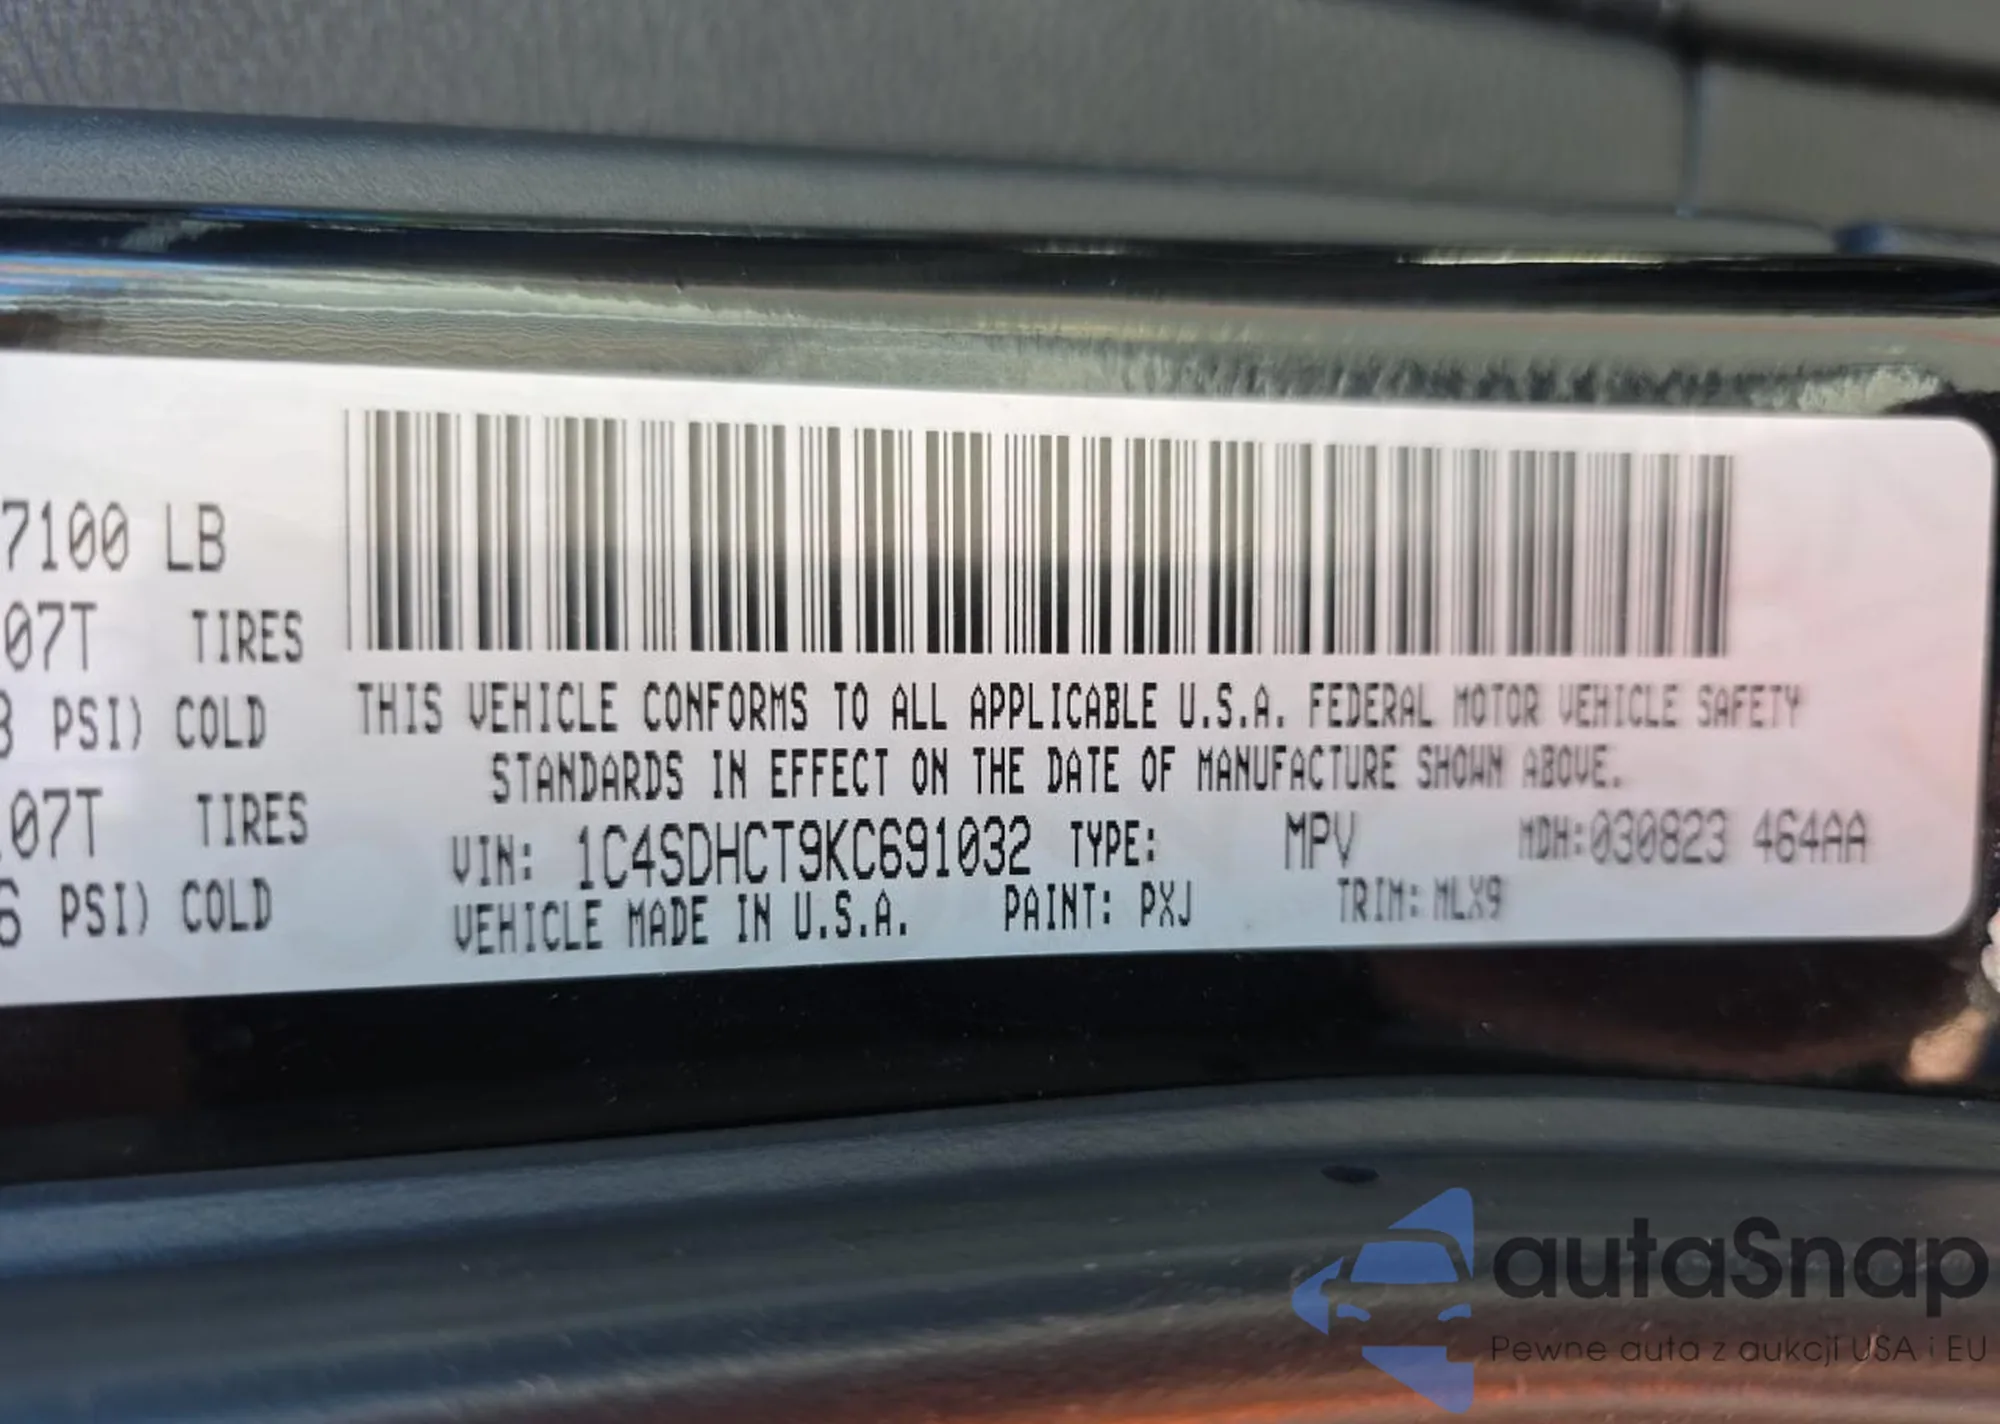 7100 LB
07T TIRES
PSI) COLD
07T TIRES
6 PSI) COLD
THIS VEHICLE CONFORMS TO ALL APPLICABLE U.S.A. FEDERAL MOTOR VEHICLE SAFETY
STANDARDS IN EFFECT ON THE DATE OF MANUFACTURE SHOWN ABOVE.
VIN: 1C4SDHCT9KC691032 TYPE: MPV MDH:030823 464AA
VEHICLE MADE IN U.S.A. PAINT: PXJ TRIM: MLX9
autaSnap
Pewne auta z aukcji USA i EU